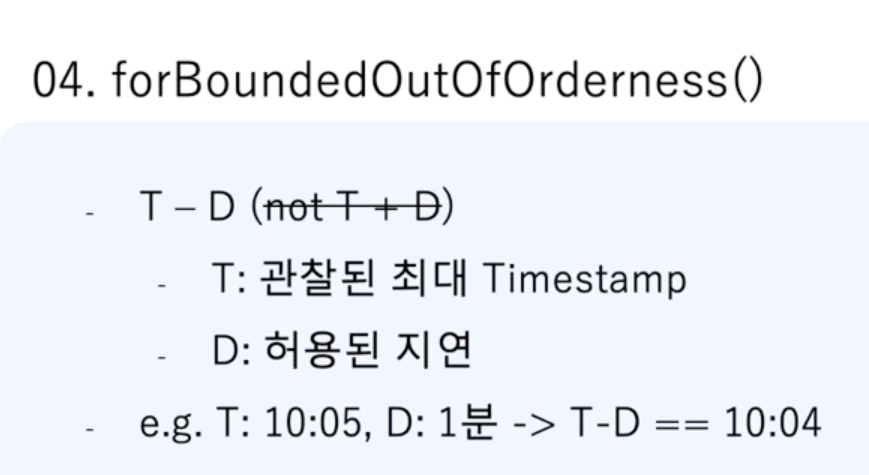 04. forBoundedOutOfOrderness()
- T – D (not T + D)
- T: 관찰된 최대 Timestamp
- D: 허용된 지연
- e.g. T: 10:05, D: 1분 -> T-D == 10:04